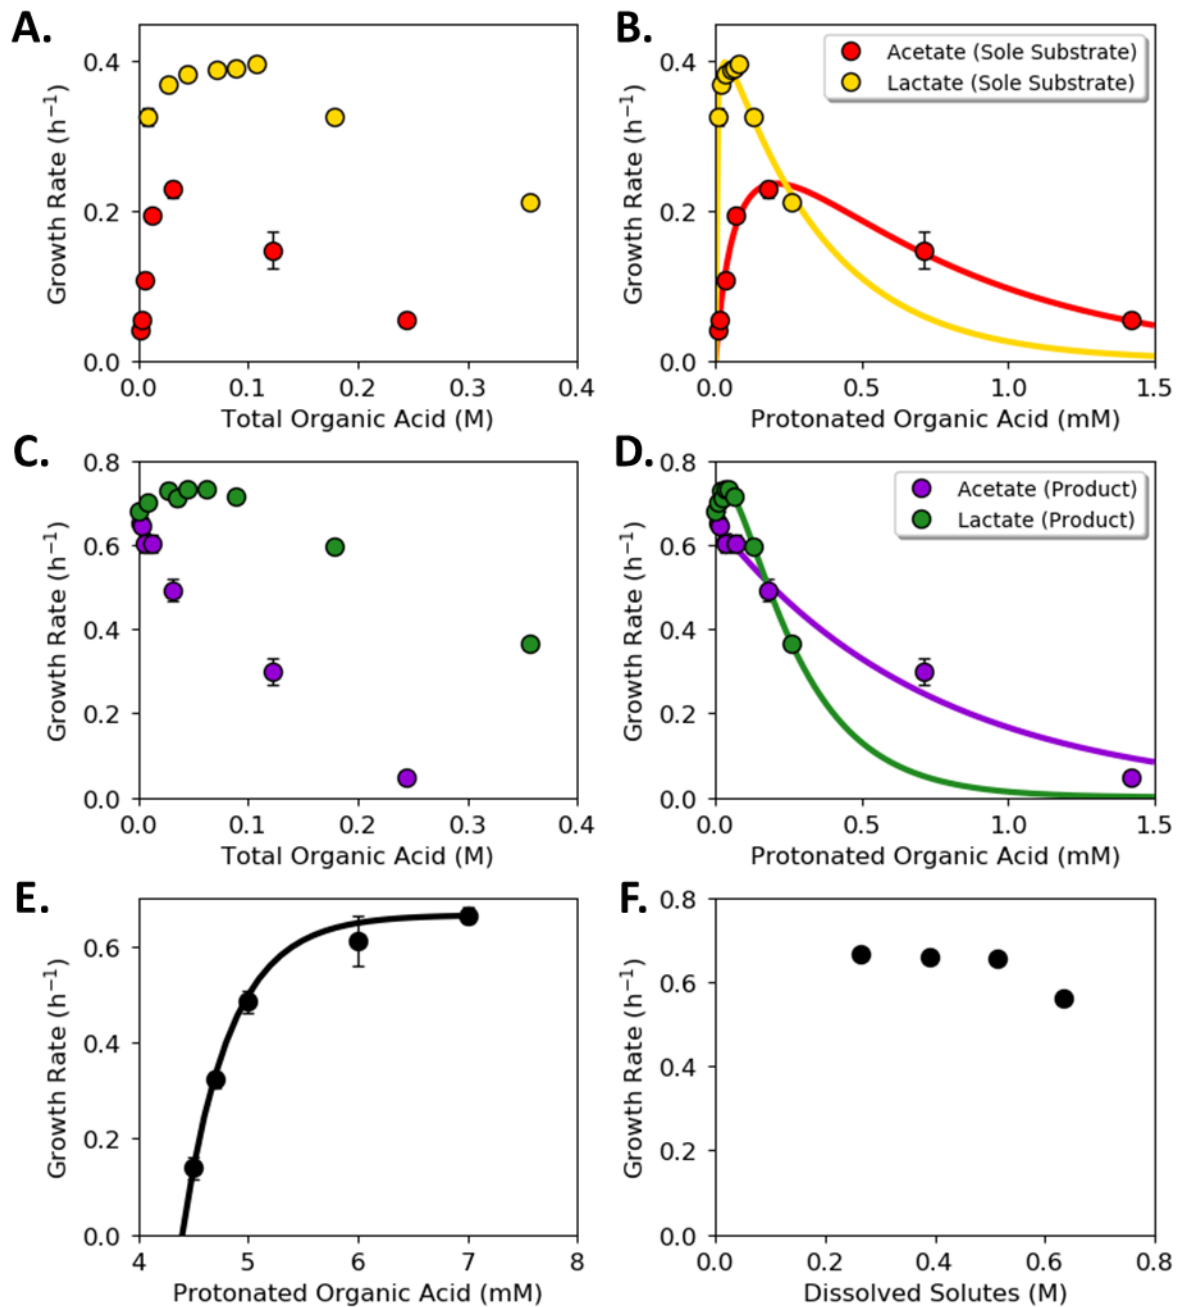 A.
Growth Rate (h⁻¹)
0.4
0.2
0.0
0.0 0.1 0.2 0.3 0.4
Total Organic Acid (M)
B.
Growth Rate (h⁻¹)
0.4
0.2
0.0
Acetate (Sole Substrate)
Lactate (Sole Substrate)
0.0 0.5 1.0 1.5
Protonated Organic Acid (mM)
C.
Growth Rate (h⁻¹)
0.8
0.6
0.4
0.2
0.0
0.0 0.1 0.2 0.3 0.4
Total Organic Acid (M)
D.
Growth Rate (h⁻¹)
0.8
0.6
0.4
0.2
0.0
Acetate (Product)
Lactate (Product)
0.0 0.5 1.0 1.5
Protonated Organic Acid (mM)
E.
Growth Rate (h⁻¹)
0.6
0.4
0.2
0.0
4 5 6 7 8
Protonated Organic Acid (mM)
F.
Growth Rate (h⁻¹)
0.8
0.6
0.4
0.2
0.0
0.0 0.2 0.4 0.6 0.8
Dissolved Solutes (M)